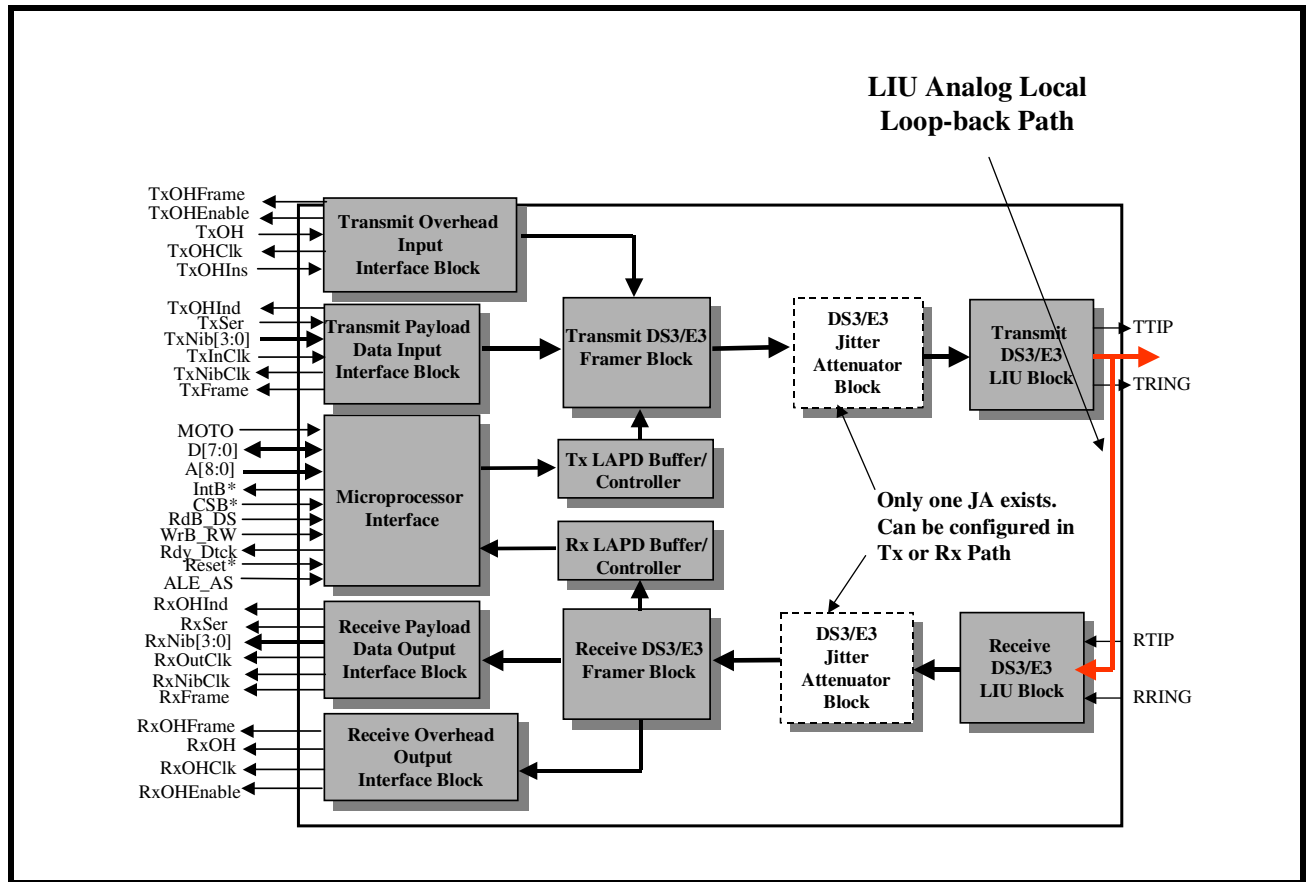 LIU Analog Local
Loop-back Path
TxOHFrame
TxOHEnable
TxOH
TxOHClk
TxOHIns
Transmit Overhead
Input
Interface Block
TxOHInd
TxSer
TxNib[3:0]
TxInClk
TxNibClk
TxFrame
Transmit Payload
Data Input
Interface Block
Transmit DS3/E3
Framer Block
DS3/E3
Jitter
Attenuator
Block
Transmit
DS3/E3
LIU Block
TTIP
TRING
MOTO
D[7:0]
A[8:0]
IntB*
CSB*
RdB_DS
WrB_RW
Rdy_Dtck
Reset*
ALE_AS
Microprocessor
Interface
Tx LAPD Buffer/
Controller
Rx LAPD Buffer/
Controller
Only one JA exists.
Can be configured in
Tx or Rx Path
RxOHInd
RxSer
RxNib[3:0]
RxOutClk
RxNibClk
RxFrame
Receive Payload
Data Output
Interface Block
Receive DS3/E3
Framer Block
DS3/E3
Jitter
Attenuator
Block
Receive
DS3/E3
LIU Block
RTIP
RRING
RxOHFrame
RxOH
RxOHClk
RxOHEnable
Receive Overhead
Output
Interface Block